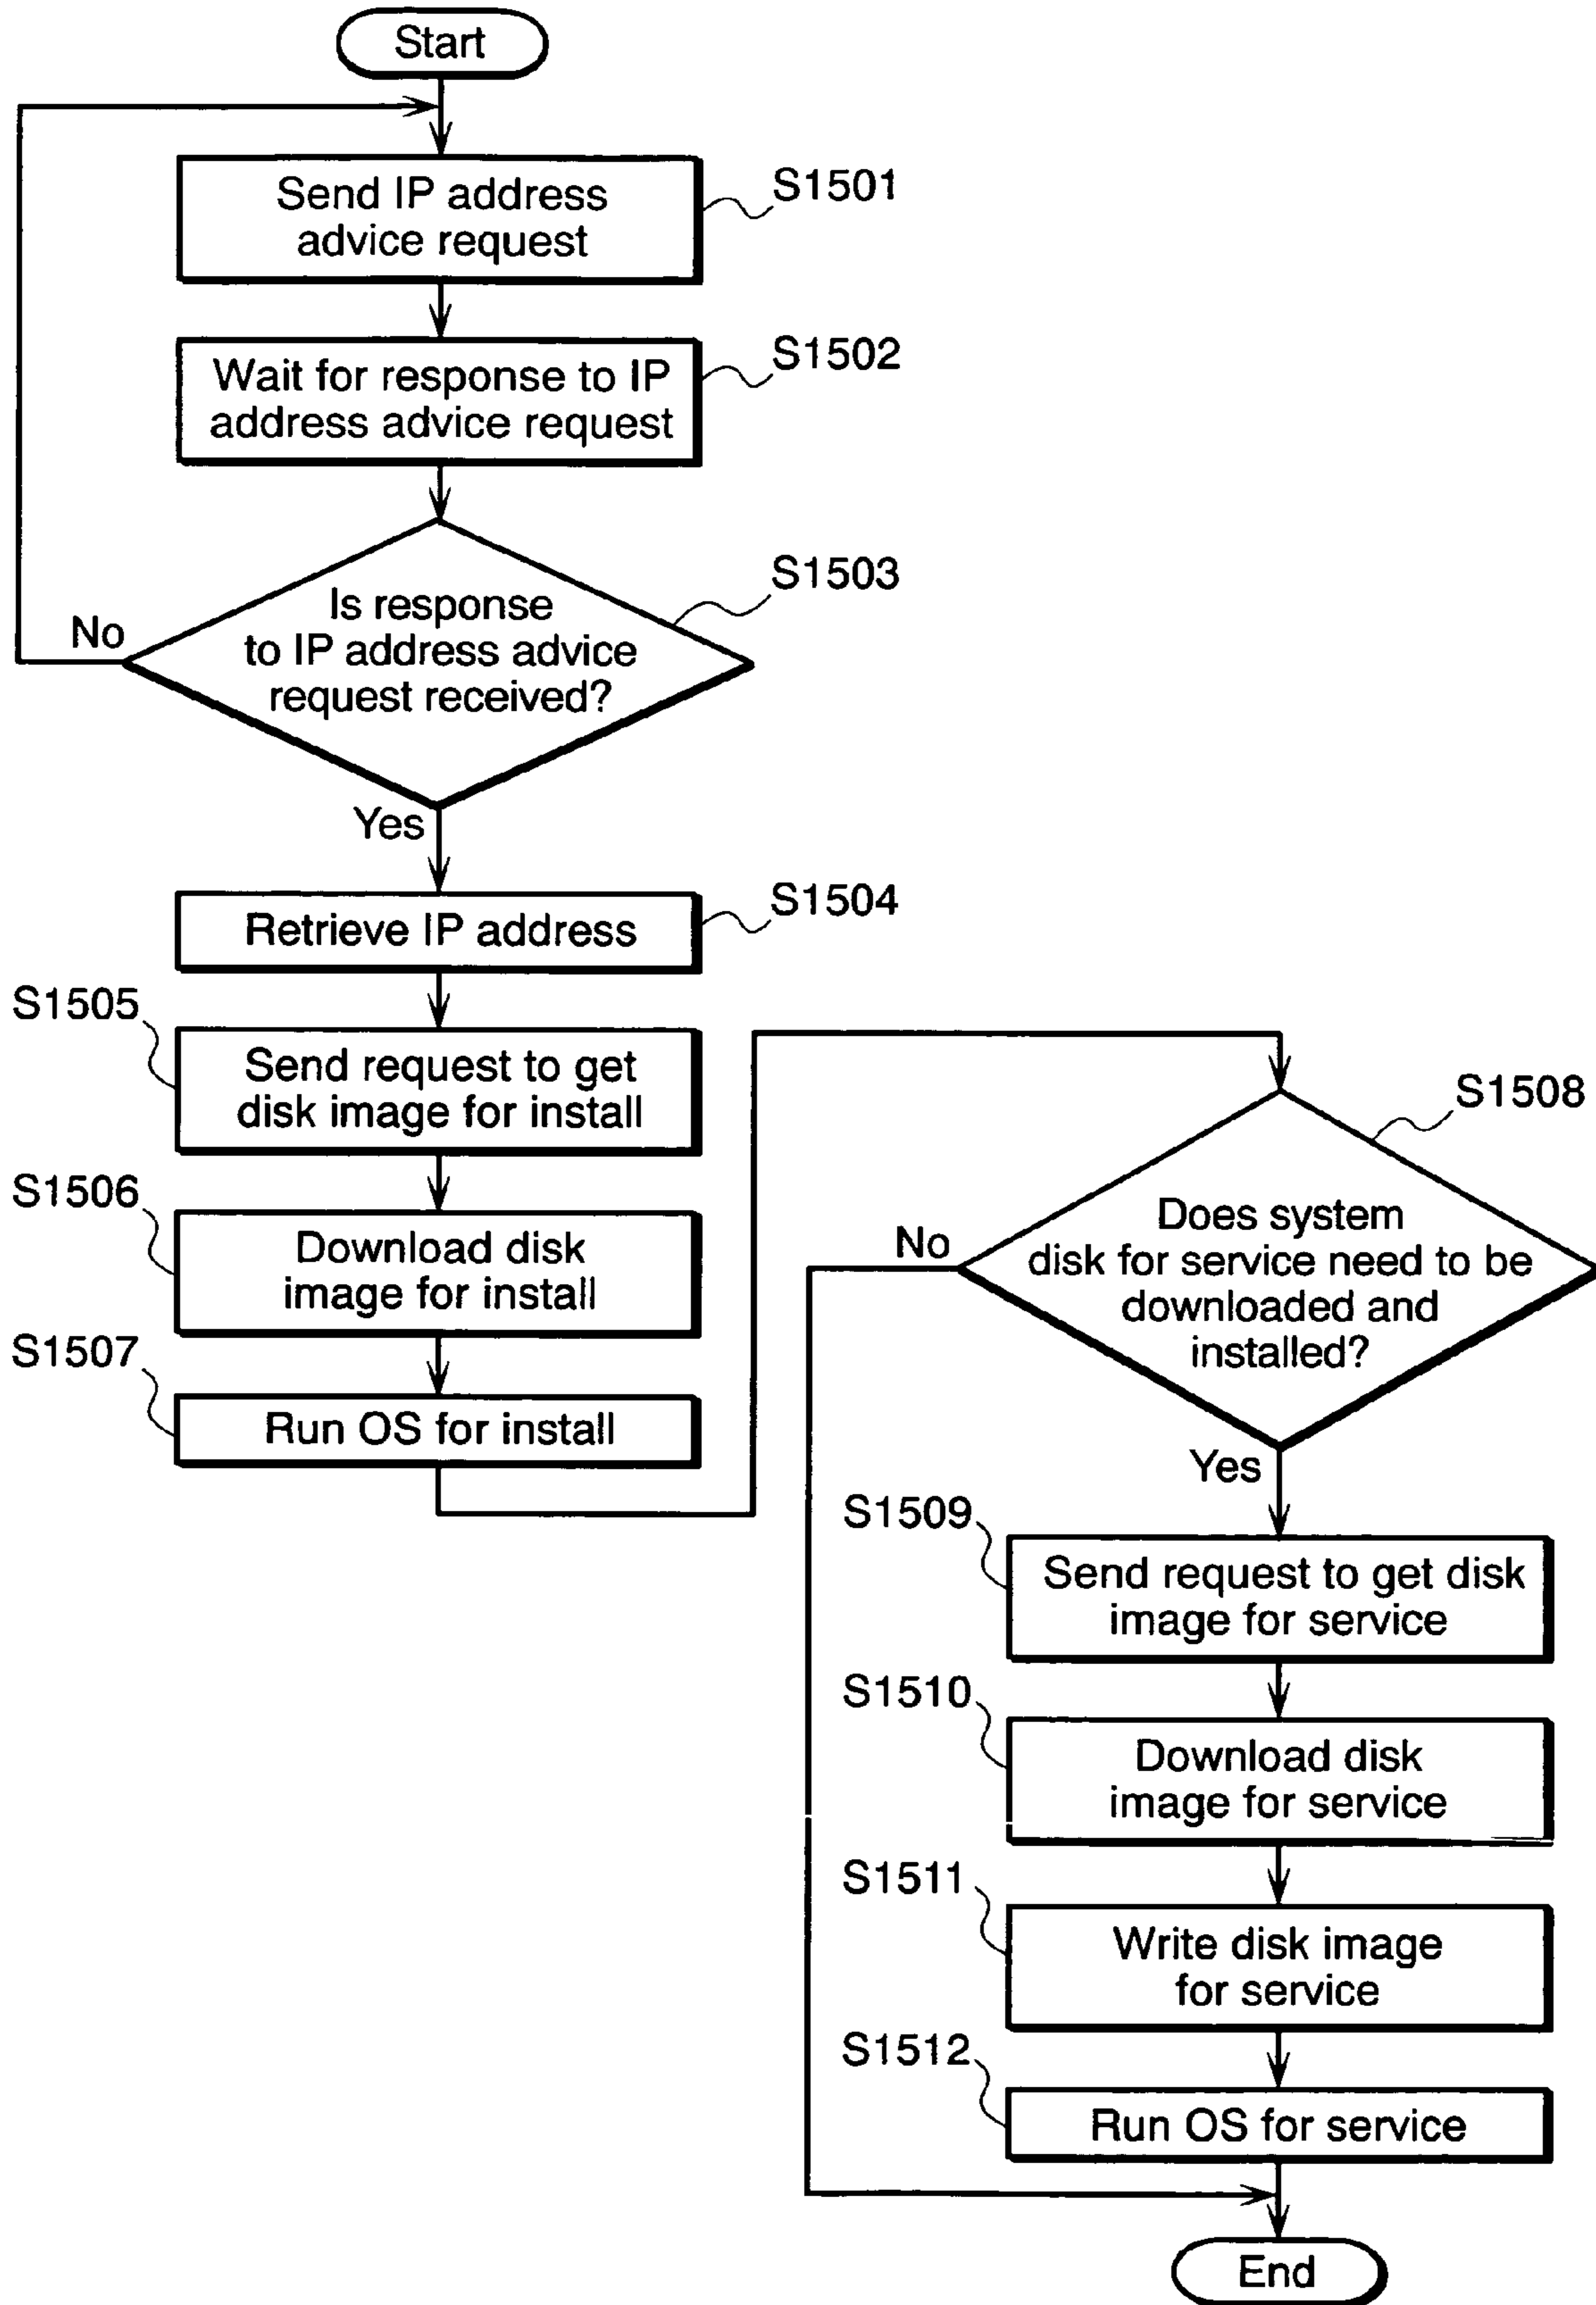 Start
Send IP address
advice request
S1501
Wait for response to IP
address advice request
S1502
Is response
to IP address advice
request received?
S1503
No
Yes
Retrieve IP address
S1504
S1505
Send request to get
disk image for install
S1506
Download disk
image for install
S1507
Run OS for install
S1508
Does system
disk for service need to be
downloaded and
installed?
No
Yes
S1509
Send request to get disk
image for service
S1510
Download disk
image for service
S1511
Write disk image
for service
S1512
Run OS for service
End